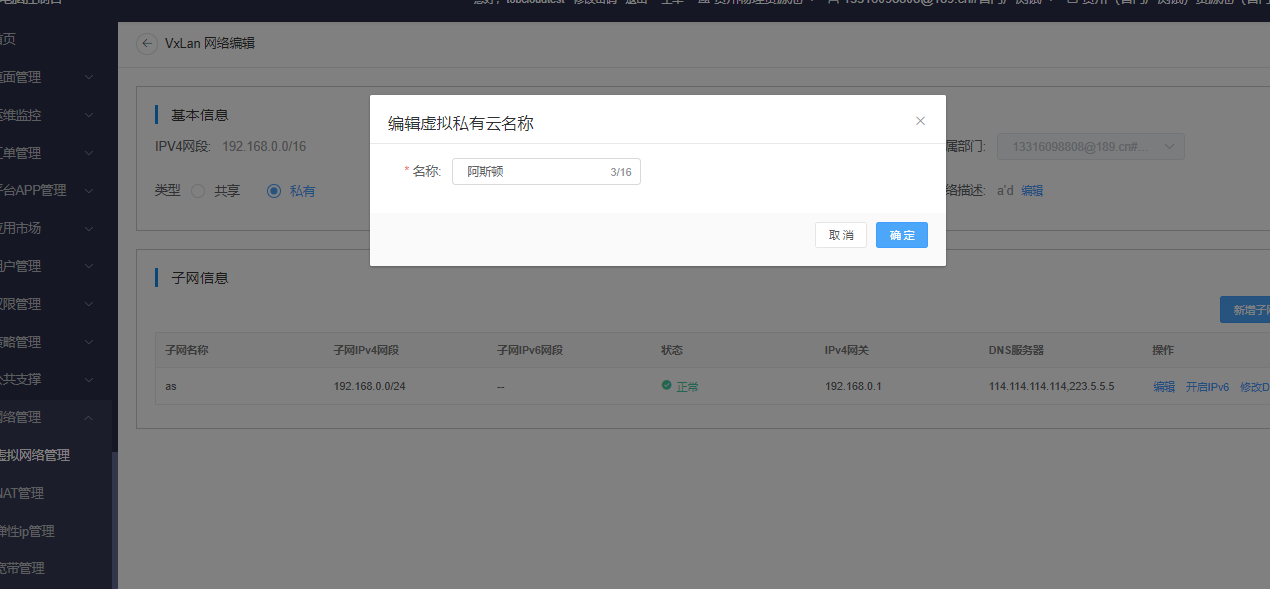 VxLan 网络编辑
基本信息
IPV4网段: 192.168.0.0/16
属部门: 13316098808@189.cn#...
类型 共享 私有
络描述: a'd 编辑
编辑虚拟私有云名称
* 名称: 阿斯顿 3/16
取消 确定
子网信息
新增子网
子网名称 子网IPv4网段 子网IPv6网段 状态 IPv4网关 DNS服务器 操作
as 192.168.0.0/24 -- 正常 192.168.0.1 114.114.114.114,223.5.5.5 编辑 开启IPv6 修改D
首页
桌面管理
运维监控
工单管理
平台APP管理
应用市场
租户管理
权限管理
策略管理
公共支撑
网络管理
虚拟网络管理
NAT管理
弹性ip管理
宽带管理